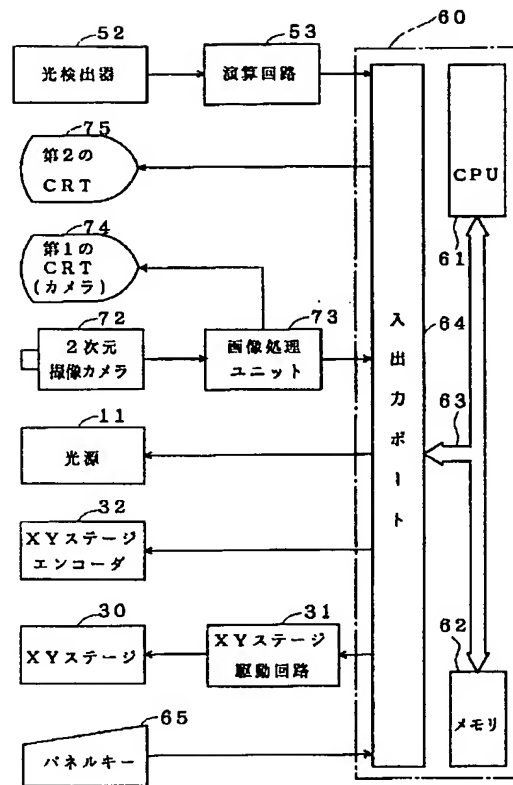 52
光検出器
53
演算回路
60
75
第2の
CRT
74
第1の
CRT
(カメラ)
72
2次元
撮像カメラ
73
画像処理
ユニット
11
光源
32
XYステージ
エンコーダ
30
XYステージ
31
XYステージ
駆動回路
65
パネルキー
入出力ポート
64
CPU
61
63
62
メモリ